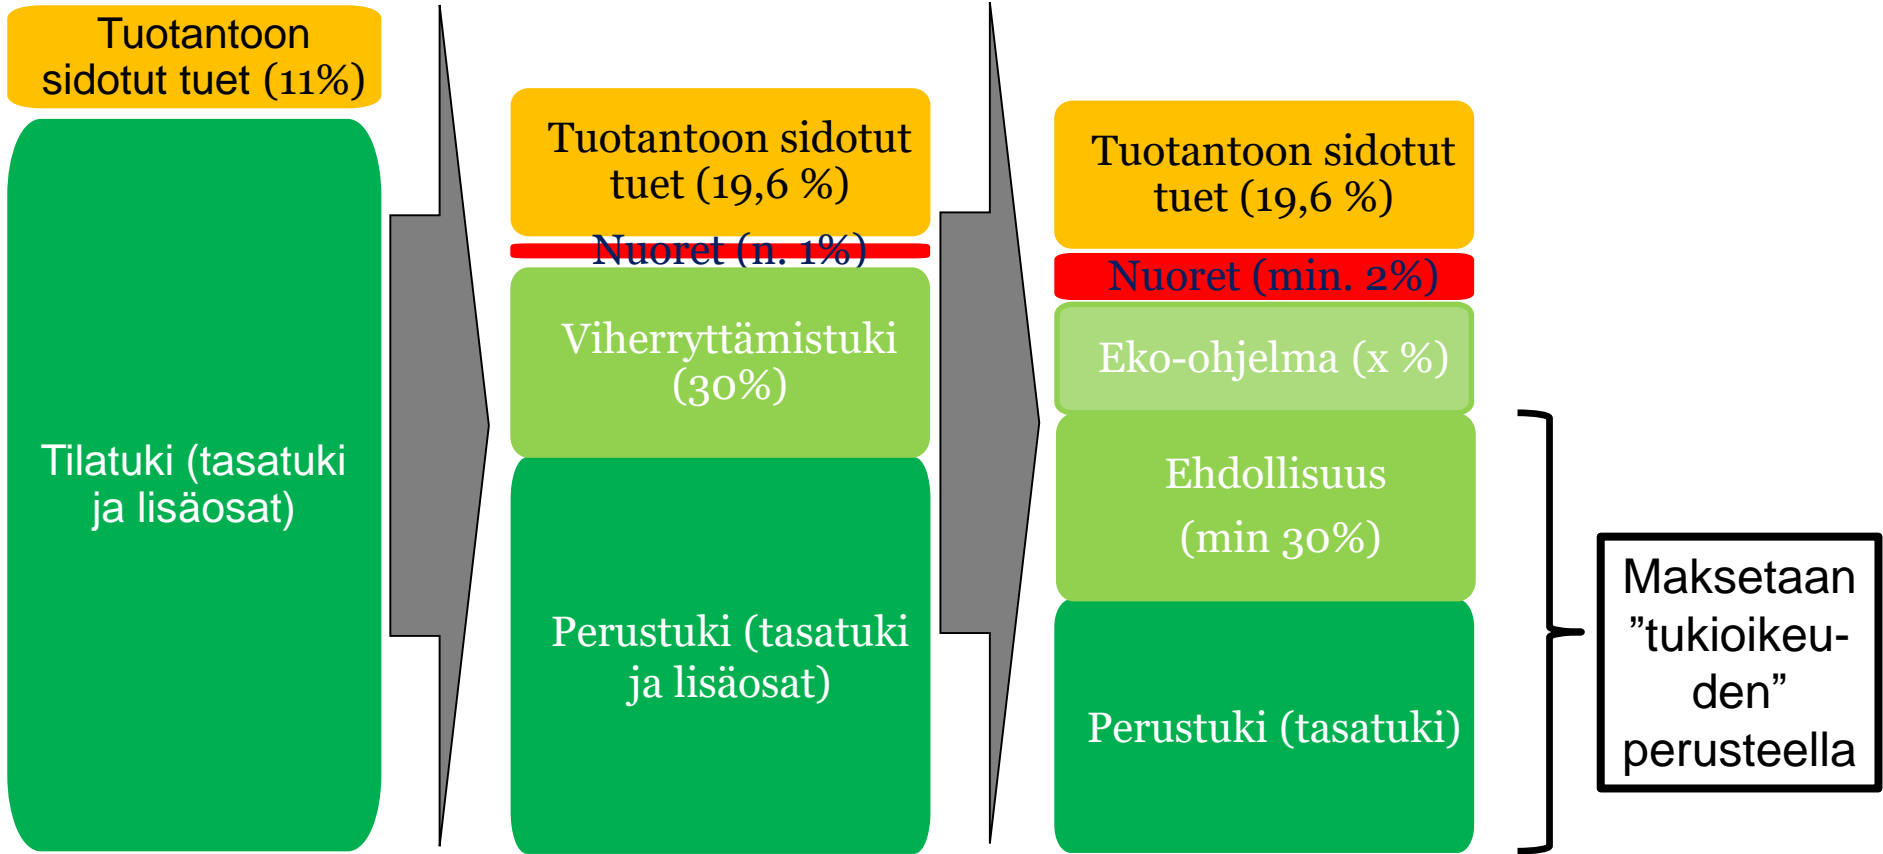 Tuotantoon
sidotut tuet (11%)
Tilatuki (tasatuki
ja lisäosat)
Tuotantoon sidotut
tuet (19,6 %)
Nuoret (n. 1%)
Viherryttämistuki
(30%)
Perustuki (tasatuki
ja lisäosat)
Tuotantoon sidotut
tuet (19,6 %)
Nuoret (min. 2%)
Eko-ohjelma (x %)
Ehdollisuus
(min 30%)
Perustuki (tasatuki)
Maksetaan
”tukioikeu-
den”
perusteella